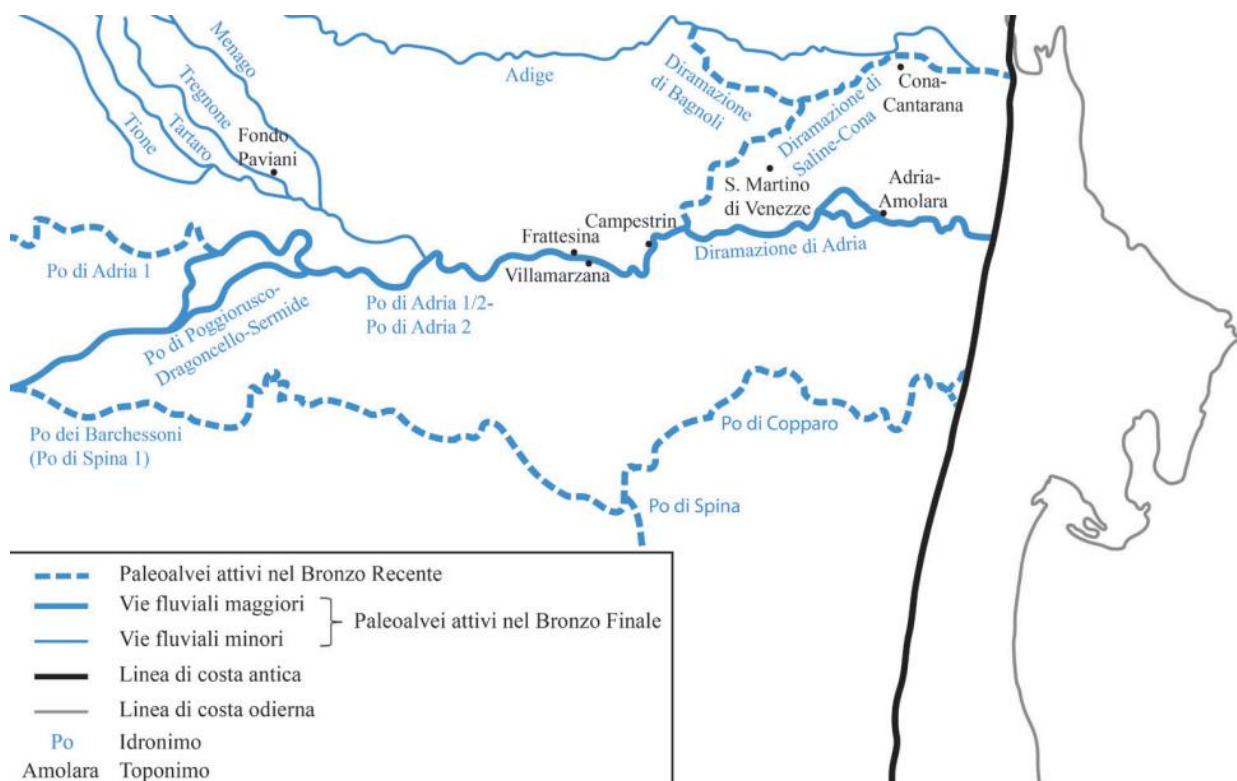 Menago
Adige
Tregnone
Tartaro
Tione
Fondo
Paviani
Diramazione
di Bagnoli
Diramazione di
Saline-Cona
Cona-
Cantarana
S. Martino
di Venezze
Adria-
Amolara
Campestrin
Frattesina
Villamarzana
Diramazione di Adria
Po di Adria 1
Po di Adria 1/2-
Po di Adria 2
Po di Poggiorusco-
Dragoncello-Sermide
Po dei Barchessoni
(Po di Spina 1)
Po di Copparo
Po di Spina
Paleoalvei attivi nel Bronzo Recente
Vie fluviali maggiori
Vie fluviali minori
Paleoalvei attivi nel Bronzo Finale
Linea di costa antica
Linea di costa odierna
Po Idronimo
Amolara Toponimo